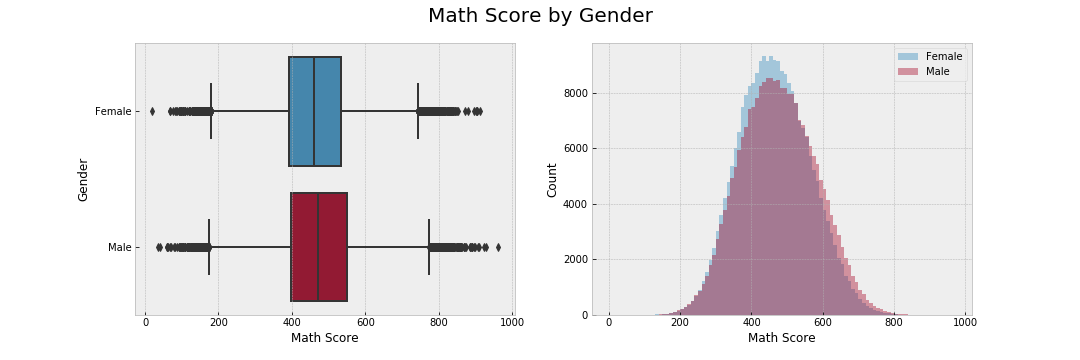 Math Score by Gender
Gender
Female
Male
0 200 400 600 800 1000
Math Score
Count
8000
6000
4000
2000
0
0 200 400 600 800 1000
Math Score
Female
Male